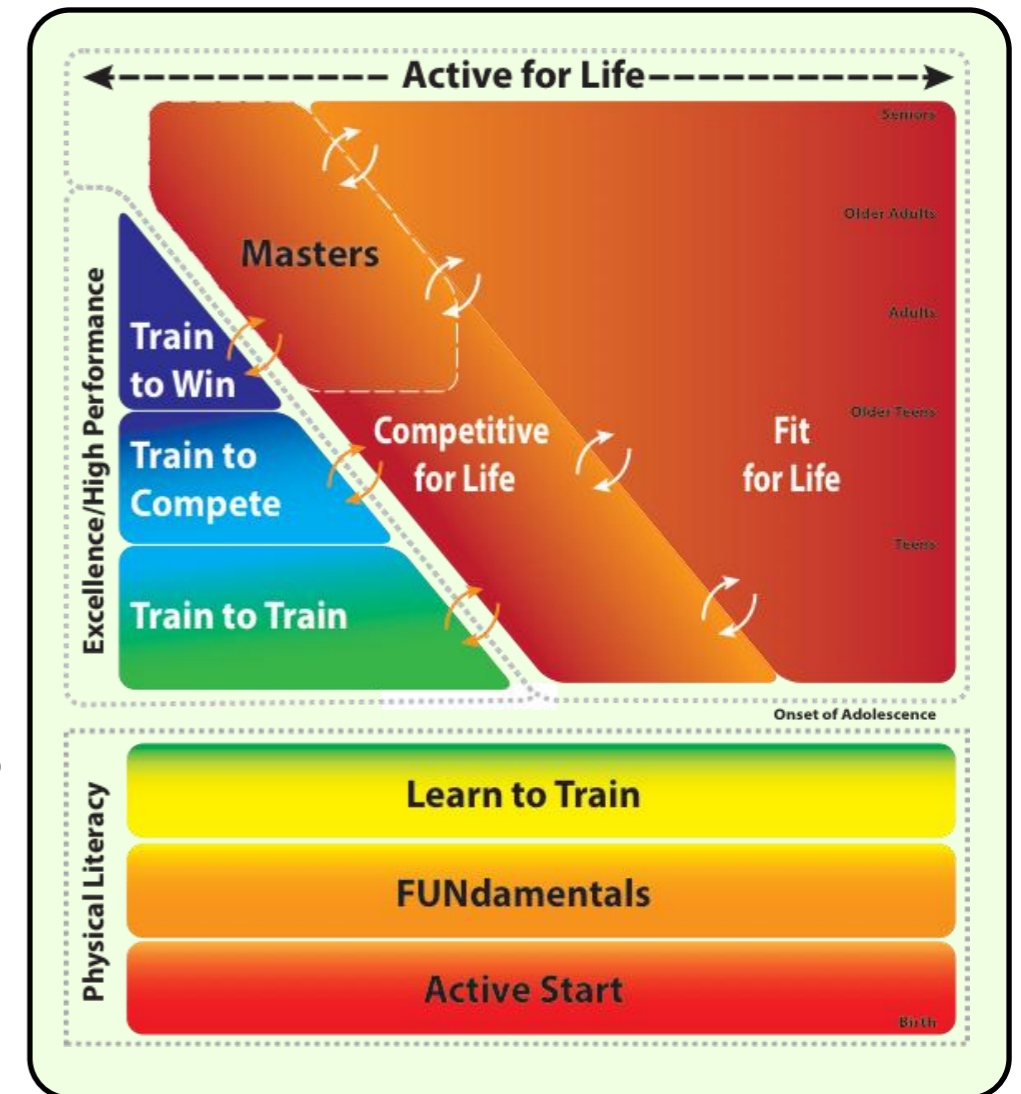 Active for Life
Seniors
Older Adults
Masters
Adults
Train
to Win
Older Teens
Competitive
for Life
Fit
for Life
Train to
Compete
Teens
Train to Train
Excellence/High Performance
Onset of Adolescence
Learn to Train
FUNdamentals
Active Start
Birth
Physical Literacy